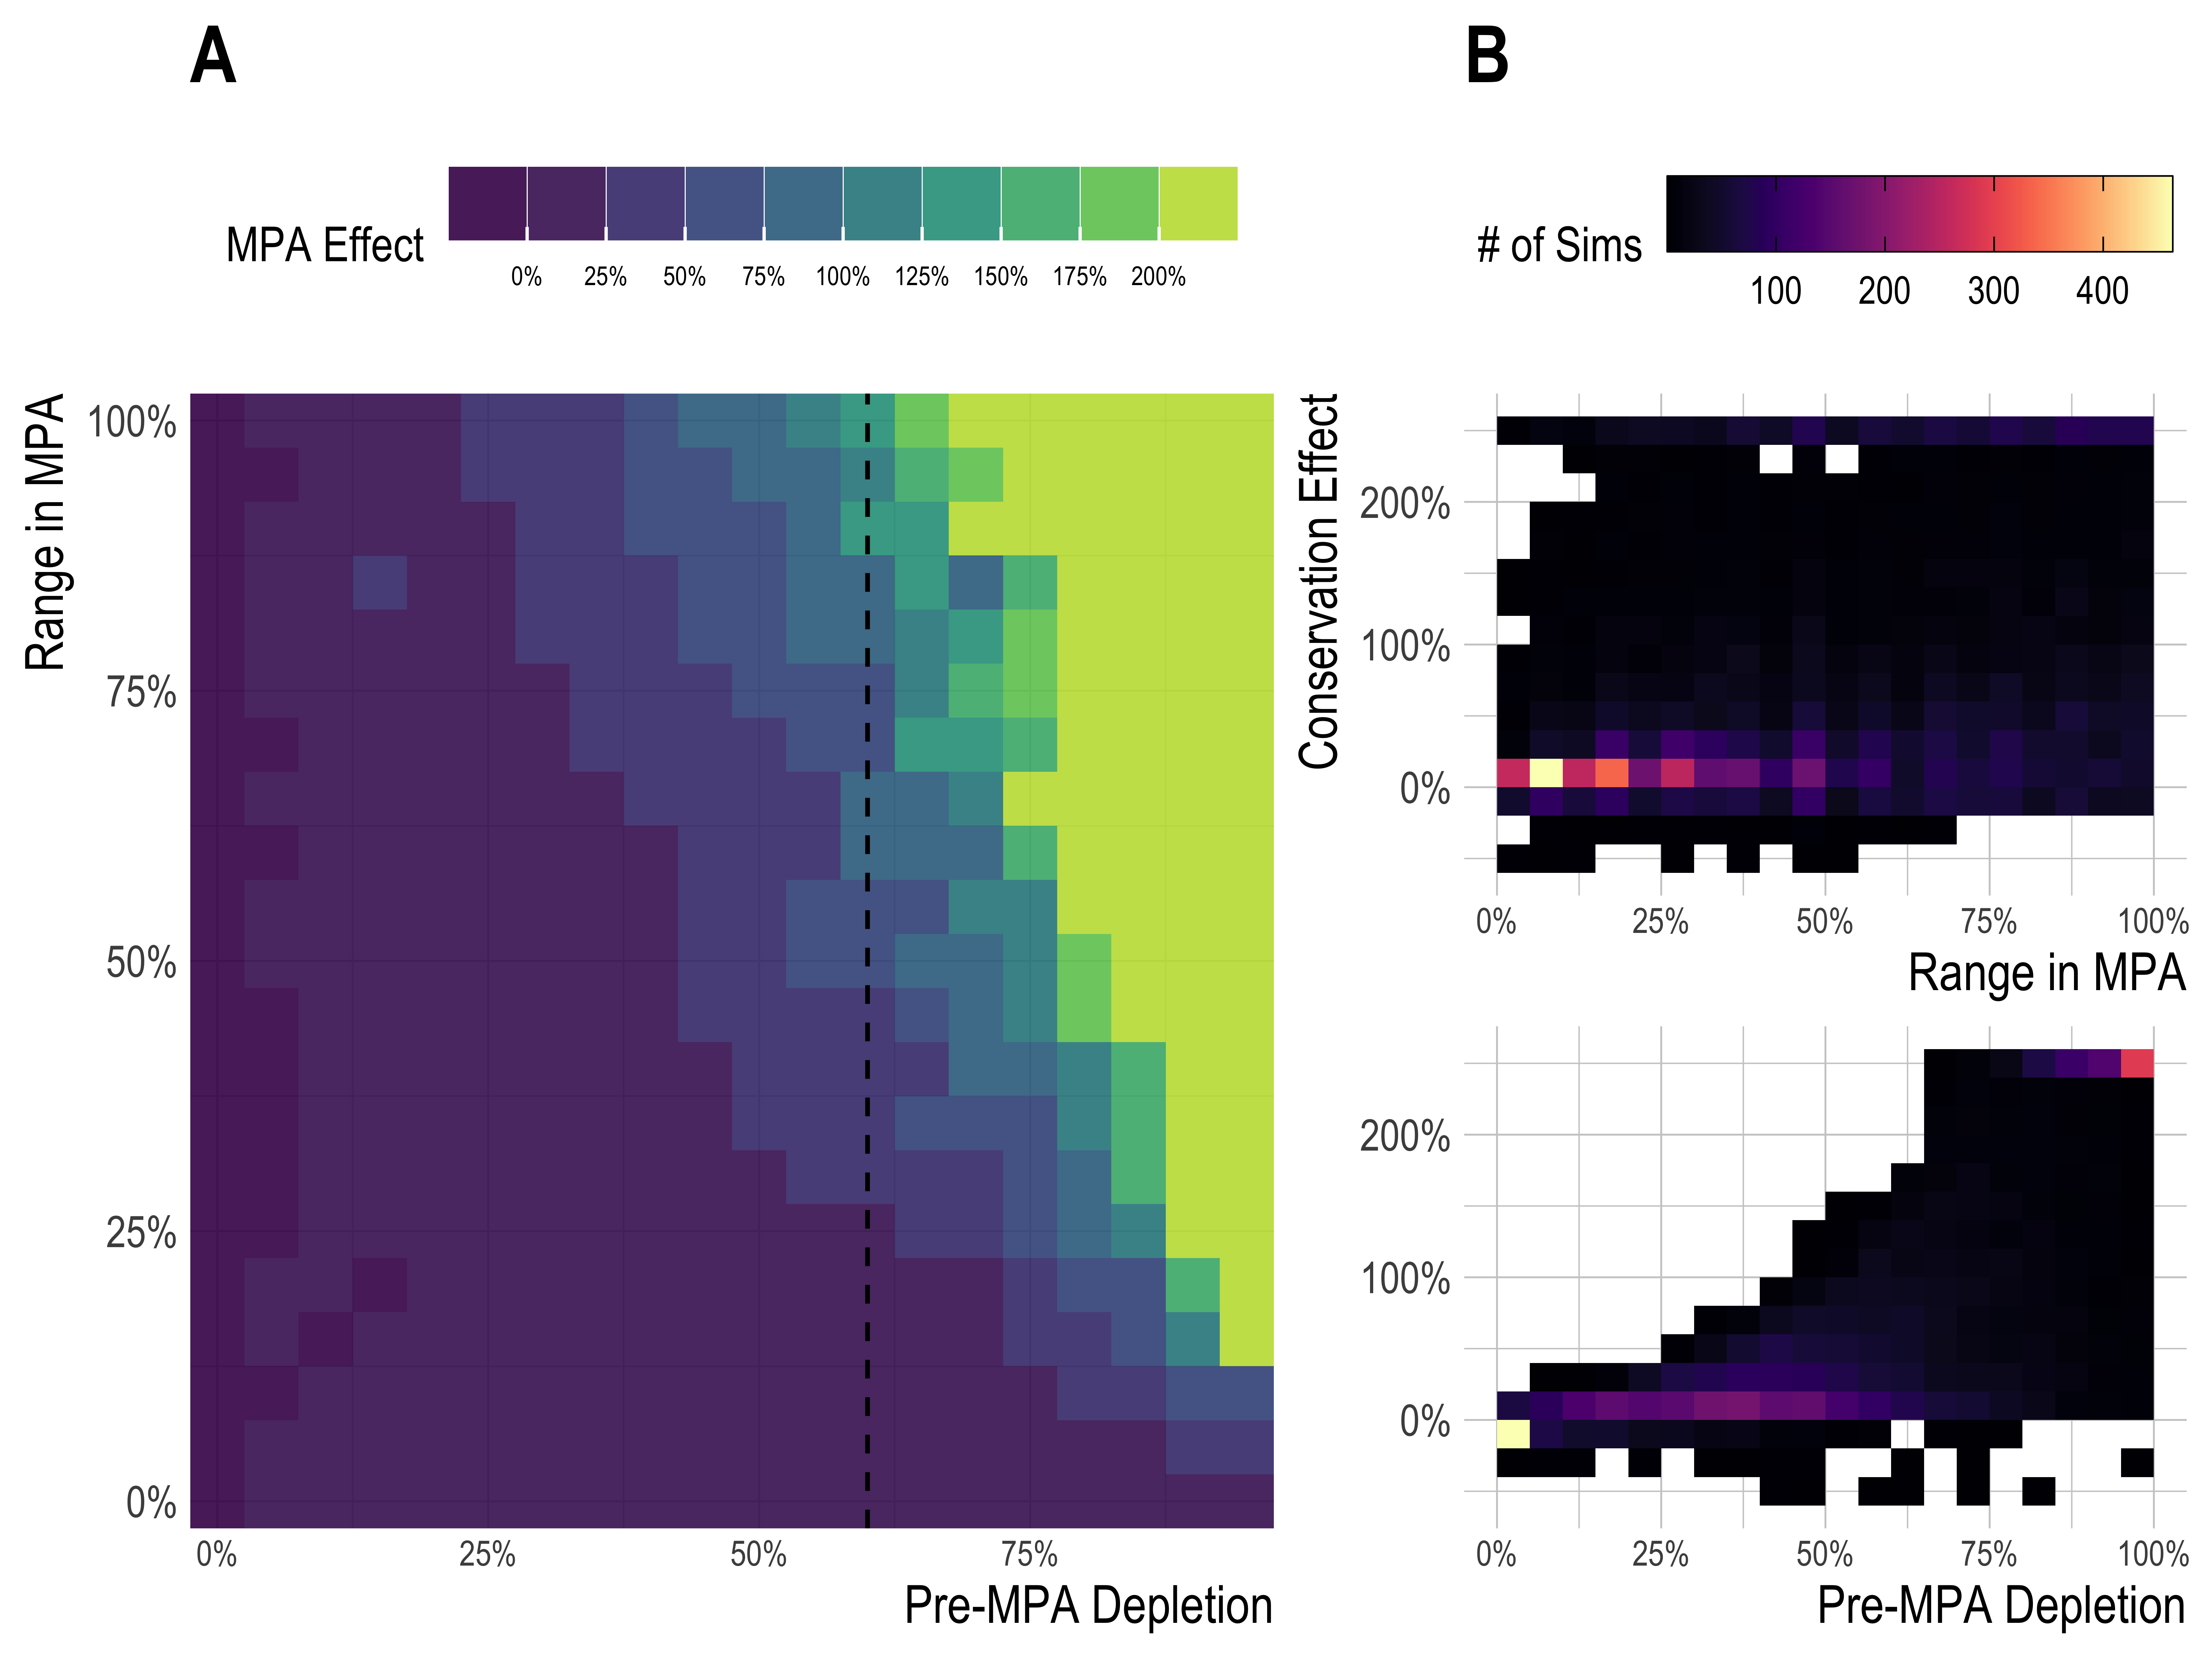 A
MPA Effect
0% 25% 50% 75% 100% 125% 150% 175% 200%
Range in MPA
100%
75%
50%
25%
0%
0% 25% 50% 75%
Pre-MPA Depletion
B
# of Sims
100 200 300 400
Conservation Effect
200%
100%
0%
0% 25% 50% 75% 100%
Range in MPA
200%
100%
0%
0% 25% 50% 75% 100%
Pre-MPA Depletion